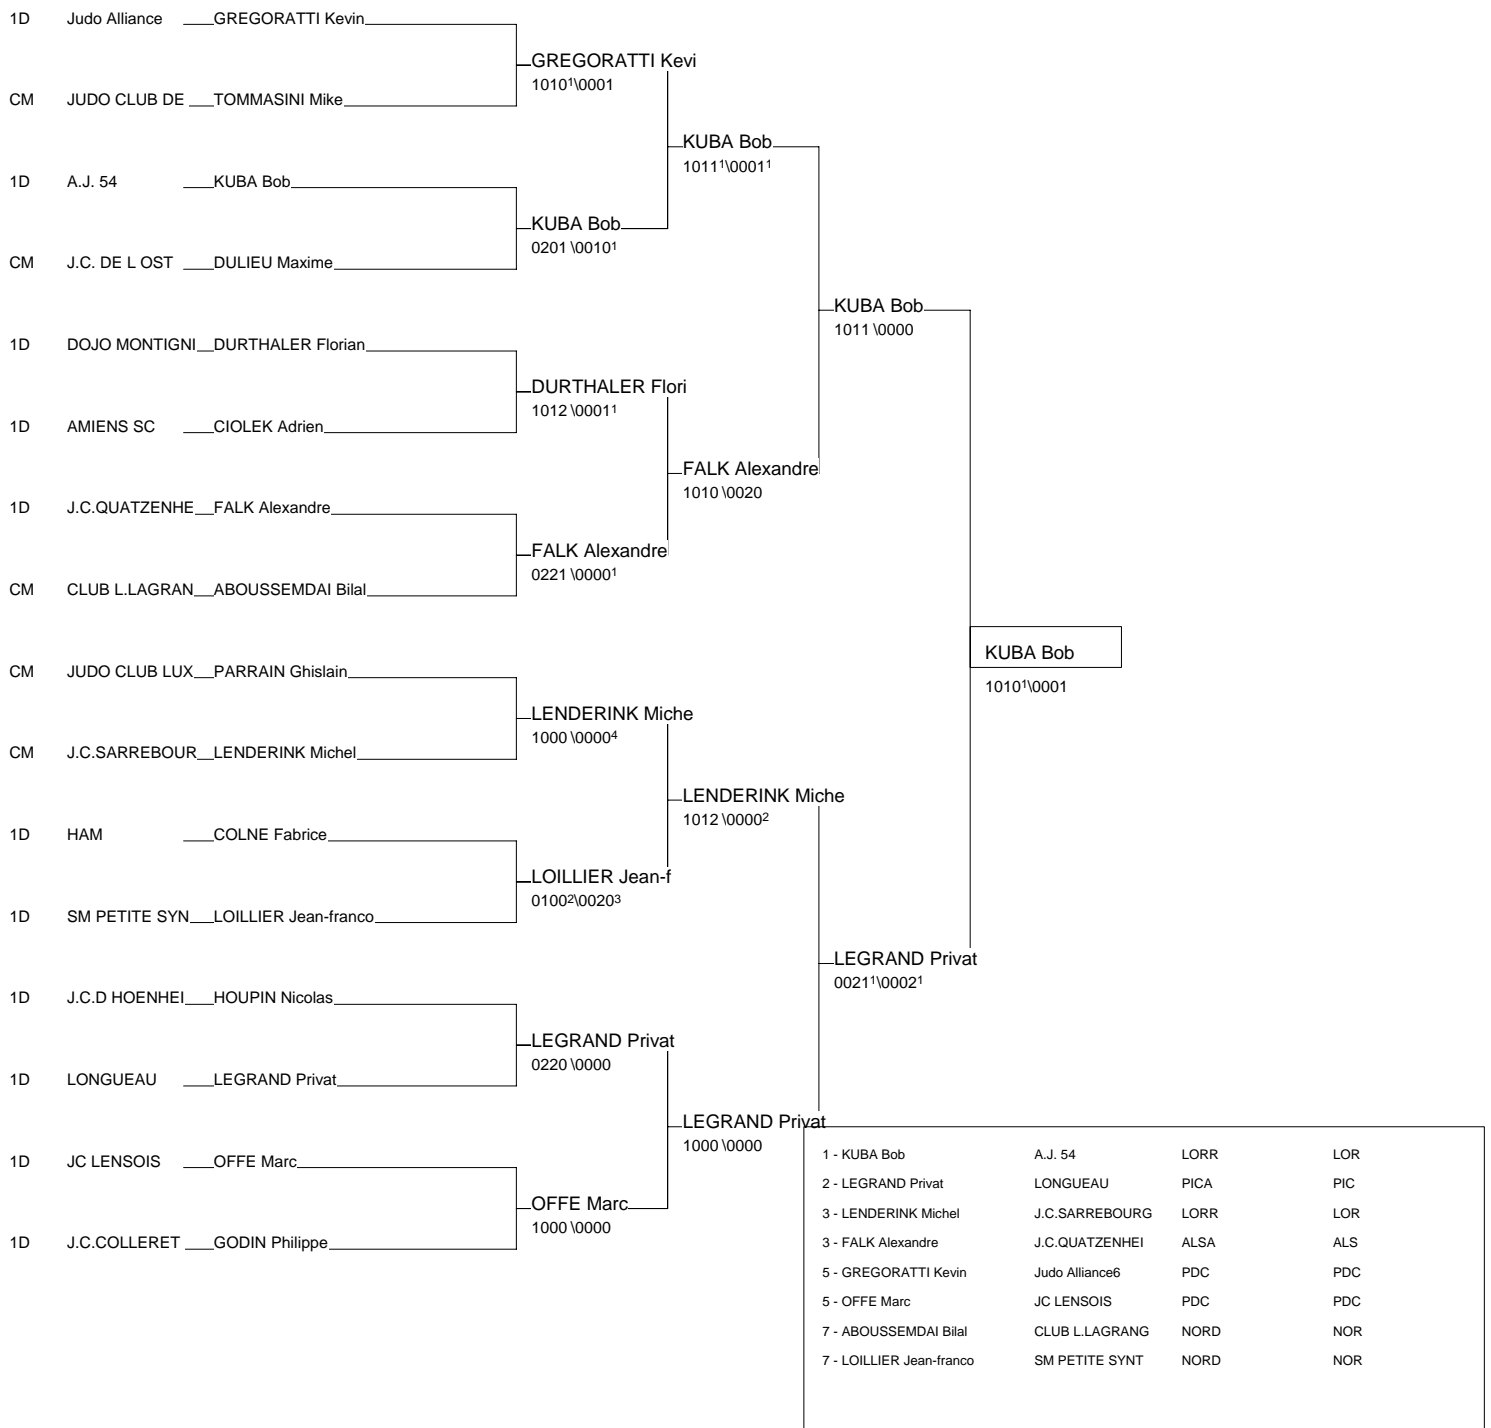 1D Judo Alliance GREGORATTI Kevin
GREGORATTI Kevi
1010¹\0001
CM JUDO CLUB DE TOMMASINI Mike
KUBA Bob
1011¹\0001¹
1D A.J. 54 KUBA Bob
KUBA Bob
0201 \0010¹
CM J.C. DE L OST DULIEU Maxime
KUBA Bob
1011 \0000
1D DOJO MONTIGNI DURTHALER Florian
DURTHALER Flori
1012 \0001¹
1D AMIENS SC CIOLEK Adrien
FALK Alexandre
1010 \0020
1D J.C.QUATZENHE FALK Alexandre
FALK Alexandre
0221 \0000¹
CM CLUB L.LAGRAN ABOUSSEMDAI Bilal
KUBA Bob
1010¹\0001
CM JUDO CLUB LUX PARRAIN Ghislain
LENDERINK Miche
1000 \0000⁴
CM J.C.SARREBOUR LENDERINK Michel
LENDERINK Miche
1012 \0000²
1D HAM COLNE Fabrice
LOILLIER Jean-f
0100²\0020³
1D SM PETITE SYN LOILLIER Jean-franco
LEGRAND Privat
0021¹\0002¹
1D J.C.D HOENHEI HOUPIN Nicolas
LEGRAND Privat
0220 \0000
1D LONGUEAU LEGRAND Privat
LEGRAND Privat
1000 \0000
1D JC LENSOIS OFFE Marc
OFFE Marc
1000 \0000
1D J.C.COLLERET GODIN Philippe
1 - KUBA Bob A.J. 54 LORR LOR
2 - LEGRAND Privat LONGUEAU PICA PIC
3 - LENDERINK Michel J.C.SARREBOURG LORR LOR
3 - FALK Alexandre J.C.QUATZENHEI ALSA ALS
5 - GREGORATTI Kevin Judo Alliance6 PDC PDC
5 - OFFE Marc JC LENSOIS PDC PDC
7 - ABOUSSEMDAI Bilal CLUB L.LAGRANG NORD NOR
7 - LOILLIER Jean-franco SM PETITE SYNT NORD NOR